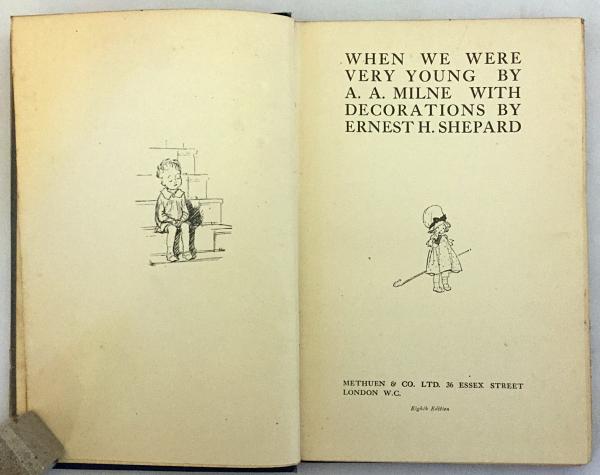 WHEN WE WERE
VERY YOUNG BY
A. A. MILNE WITH
DECORATIONS BY
ERNEST H. SHEPARD
METHUEN & CO. LTD. 36 ESSEX STREET
LONDON W.C.
Eighth Edition